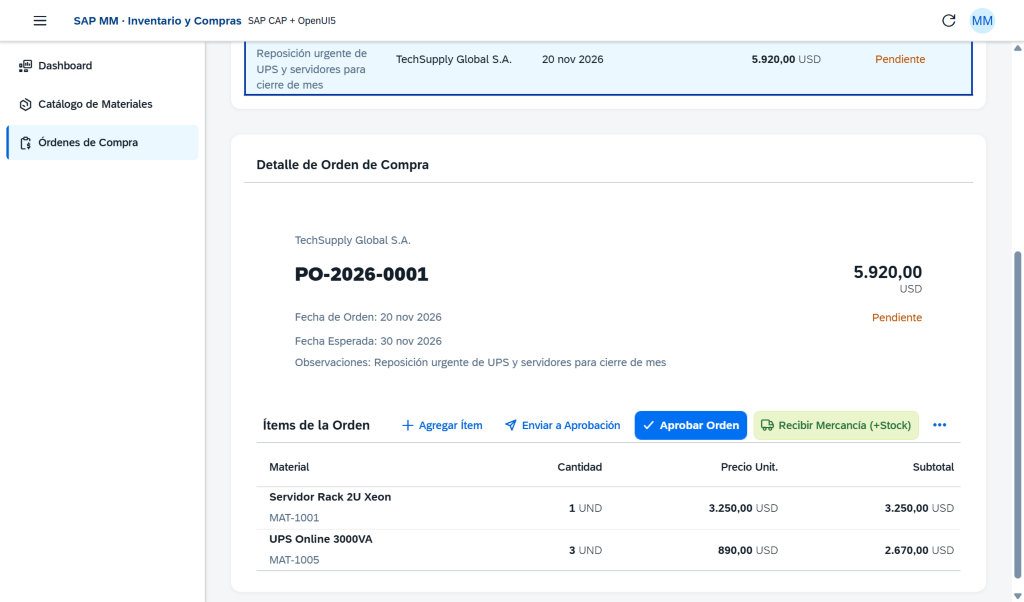 SAP MM · Inventario y Compras SAP CAP + OpenUI5
MM
Dashboard
Catálogo de Materiales
Órdenes de Compra
Reposición urgente de
UPS y servidores para
cierre de mes
TechSupply Global S.A.
20 nov 2026
5.920,00 USD
Pendiente
Detalle de Orden de Compra
TechSupply Global S.A.
PO-2026-0001
5.920,00
USD
Fecha de Orden: 20 nov 2026
Pendiente
Fecha Esperada: 30 nov 2026
Observaciones: Reposición urgente de UPS y servidores para cierre de mes
Ítems de la Orden
Agregar Ítem
Enviar a Aprobación
Aprobar Orden
Recibir Mercancía (+Stock)
Material Cantidad Precio Unit. Subtotal
Servidor Rack 2U Xeon
MAT-1001
1 UND 3.250,00 USD 3.250,00 USD
UPS Online 3000VA
MAT-1005
3 UND 890,00 USD 2.670,00 USD